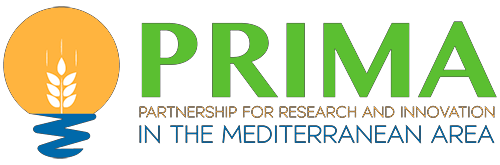 PRIMA
PARTNERSHIP FOR RESEARCH AND INNOVATION
IN THE MEDITERRANEAN AREA